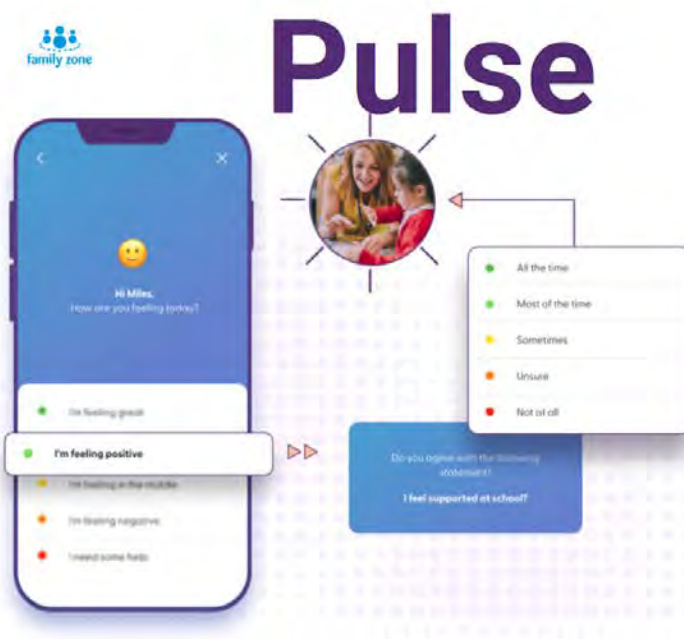 family zone
Pulse
Hi Miles,
How are you feeling today?
I'm feeling great
I'm feeling positive
I'm feeling in the middle
I'm feeling negative
I need some help
Do you agree with the following
statement?
I feel supported at school?
All the time
Most of the time
Sometimes
Unsure
Not at all